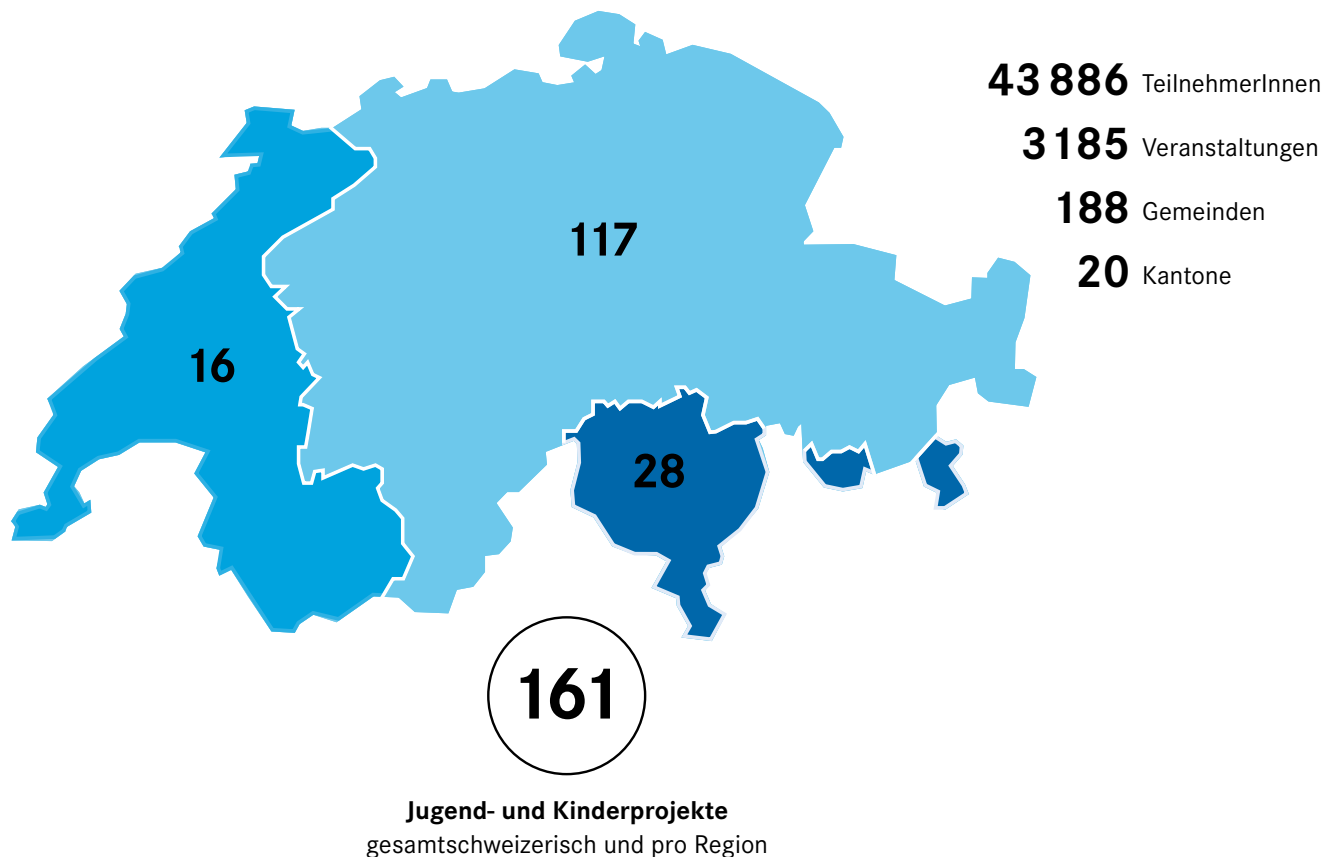 43 886 TeilnehmerInnen
3 185 Veranstaltungen
188 Gemeinden
20 Kantone
117
16
28
161
Jugend- und Kinderprojekte
gesamtschweizerisch und pro Region